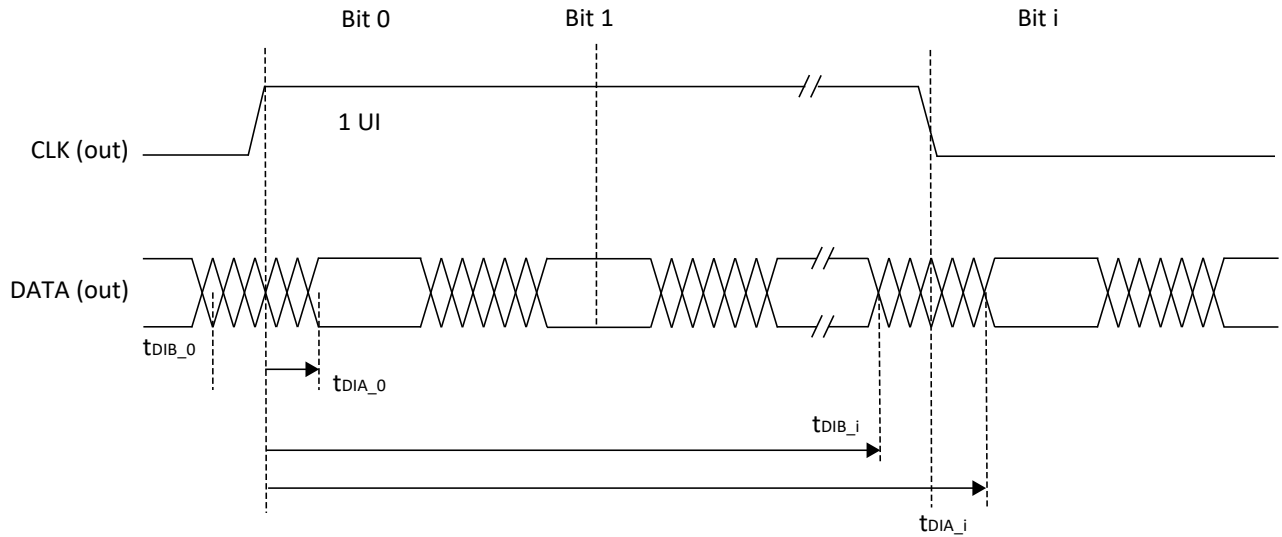 Bit 0 Bit 1 Bit i
1 UI
CLK (out)
DATA (out)
tDIB_0
tDIA_0
tDIB_i
tDIA_i